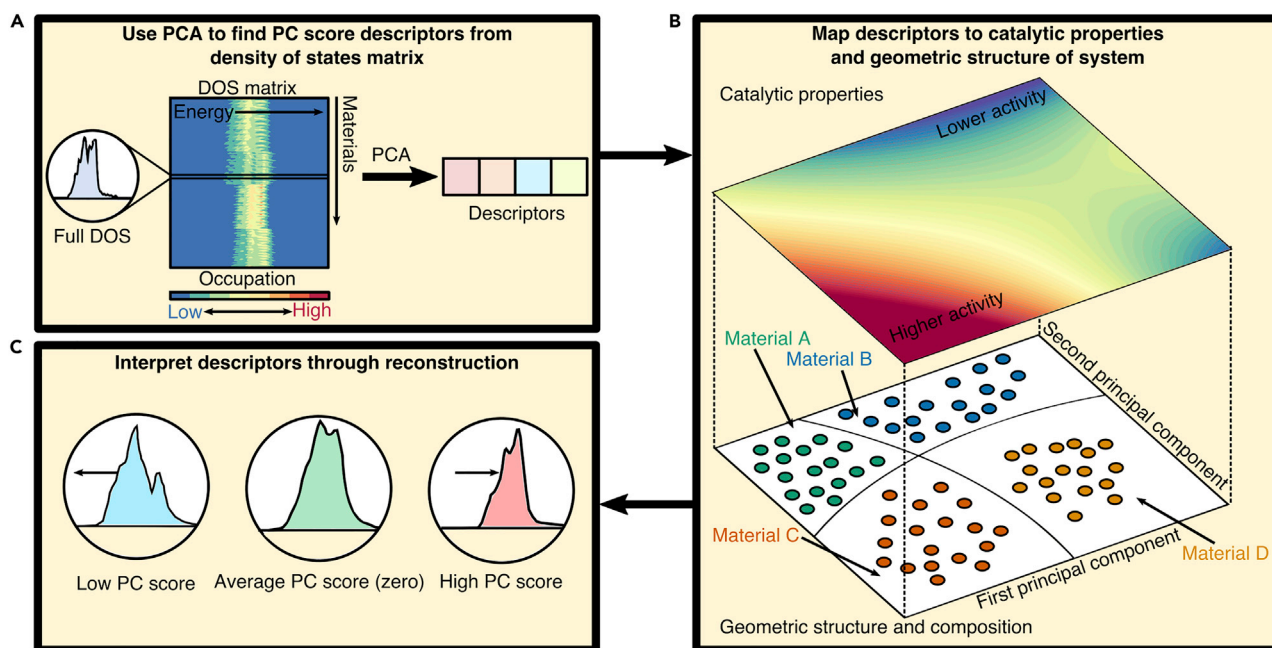 A
Use PCA to find PC score descriptors from
density of states matrix
DOS matrix
Energy
Materials
Full DOS
PCA
Descriptors
Occupation
Low
High
B
Map descriptors to catalytic properties
and geometric structure of system
Catalytic properties
Lower activity
Higher activity
Material A
Material B
Second principal component
Material C
First principal component
Material D
Geometric structure and composition
C
Interpret descriptors through reconstruction
Low PC score
Average PC score (zero)
High PC score